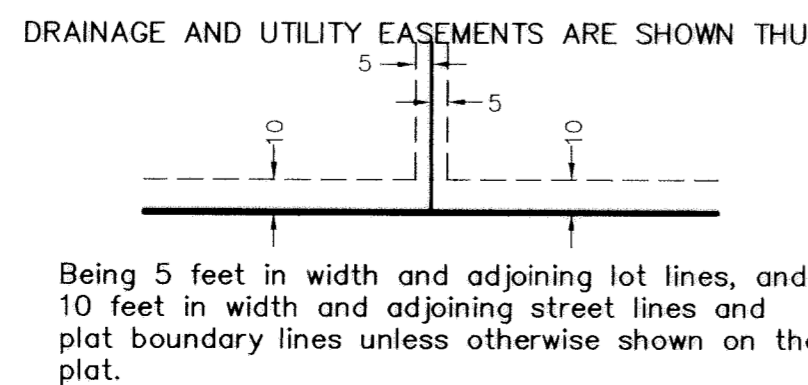 DRAINAGE AND UTILITY EASEMENTS ARE SHOWN THU
5
5
10
10
Being 5 feet in width and adjoining lot lines, and
10 feet in width and adjoining street lines and
plat boundary lines unless otherwise shown on the
plat.